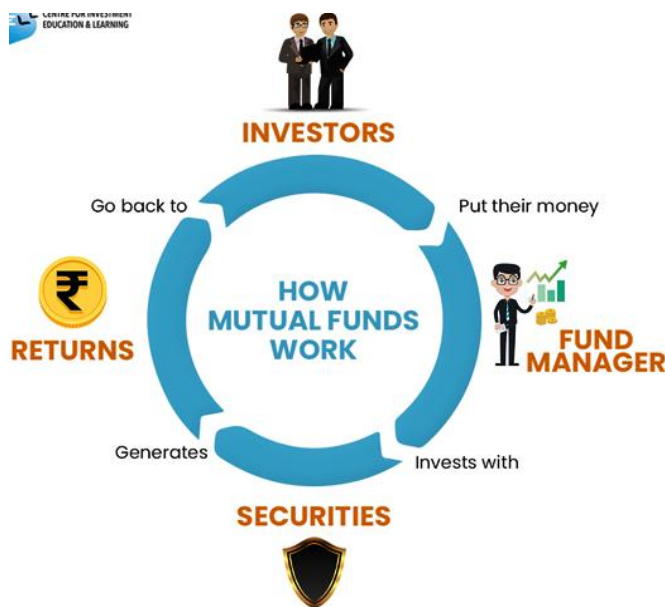 CENTRE FOR INVESTMENT
EDUCATION & LEARNING
INVESTORS
Go back to
Put their money
HOW
MUTUAL FUNDS
WORK
₹
RETURNS
FUND
MANAGER
Generates
Invests with
SECURITIES